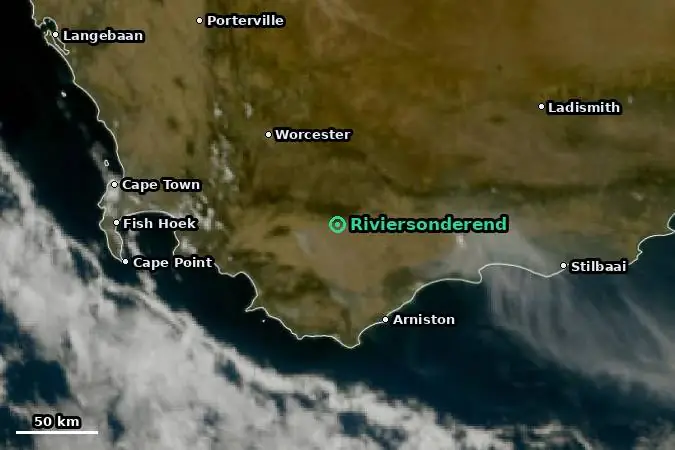 Porterville
Langebaan
Ladismith
Worcester
Cape Town
Fish Hoek
Riviersonderend
Cape Point
Stilbaai
Arniston
50 km